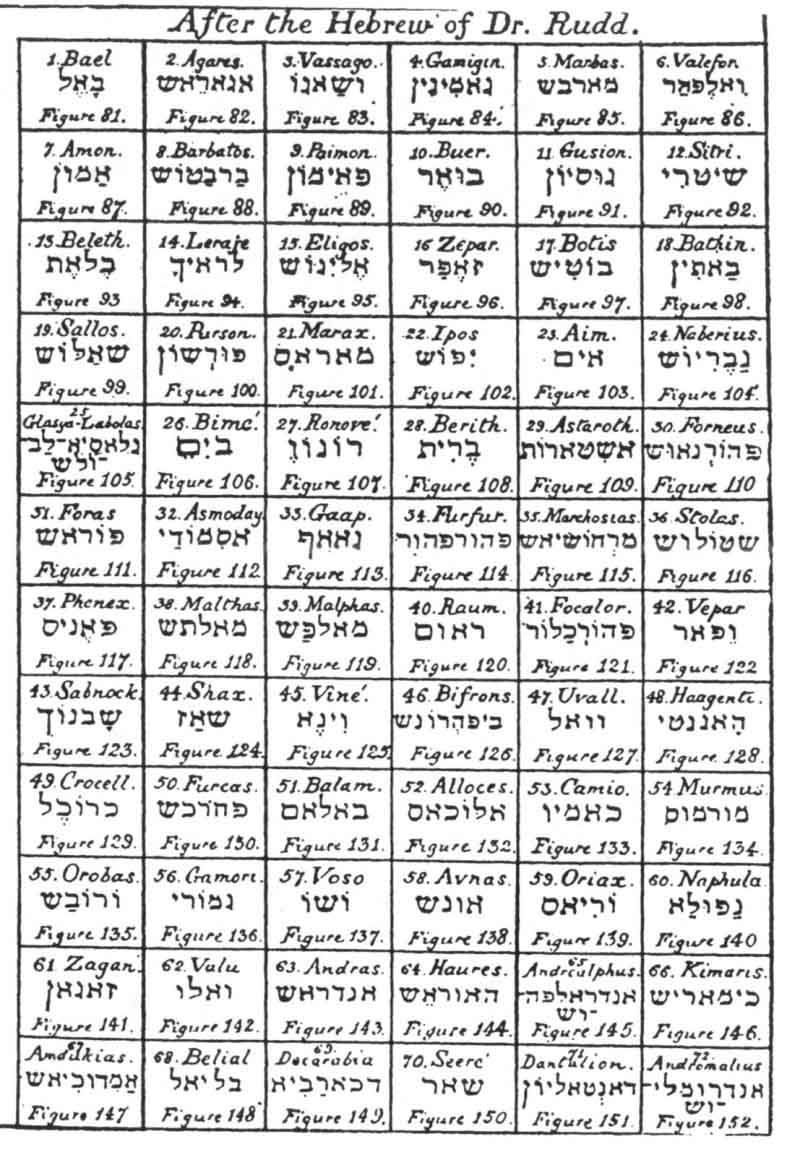 After the Hebrew of Dr. Rudd.
1. Bael
בָאֶל
Figure 81.
2. Agares.
אגאראש
Figure 82.
3. Vassago.
ושאגו
Figure 83.
4. Gamigin.
גאמיגין
Figure 84.
5. Marbas.
מארבש
Figure 85.
6. Valefon
ואלפאר
Figure 86.
7. Amon.
אמון
Figure 87.
8. Barbatos.
ברבטוש
Figure 88.
9. Paimon.
פאימון
Figure 89.
10. Buer.
בואר
Figure 90.
11. Gusion.
גוסיון
Figure 91.
12. Sitri.
שיטרי
Figure 92.
13. Beleth.
בלאת
Figure 93
14. Leraje
לראיך
Figure 94.
15. Eligos.
אליגוש
Figure 95.
16 Zepar.
זאפר
Figure 96.
17. Botis
בוטיש
Figure 97.
18. Bathin.
באתין
Figure 98.
19. Sallos.
שאלוש
Figure 99.
20. Purson.
פורשון
Figure 100.
21. Marax.
מאראס
Figure 101.
22. Ipos
יפוש
Figure 102
23. Aim.
אים
Figure 103.
24. Naberius.
נבריוש
Figure 104.
25
Glasya-Labolas.
גלאסיא-לב-
-ולש
Figure 105
26. Bimé.
בים
Figure 106.
27. Ronové.
רונון
Figure 107.
28. Berith.
ברית
Figure 108.
29. Astaroth.
אשטארות
Figure 109.
30. Forneus.
פהורנאוש
Figure 110
31. Foras
פוראש
Figure 111.
32. Asmoday.
אסמודי
Figure 112
33. Gaap.
גאאף
Figure 113.
34. Furfur.
פהורפהור
Figure 114
35. Marchosias.
מרחושיאש
Figure 115.
36. Stolas.
שטולוש
Figure 116.
37. Phenex.
פאניס
Figure 117.
38. Malthas.
מאלתש
Figure 118.
39. Malphas.
מאלפש
Figure 119.
40. Raum.
ראום
Figure 120.
41. Focalor.
פהורכלור
Figure 121.
42. Vepar
ופאר
Figure 122
43. Sabnock.
שבנוך
Figure 123.
44. Shax.
שאז
Figure 124.
45. Viné.
וינא
Figure 125
46. Bifrons.
ביפהרונש
Figure 126.
47. Uvall.
וואל
Figure 127.
48. Haagenti.
האגנטי
Figure 128.
49. Crocell.
כרוכל
Figure 129.
50. Furcas.
פהורכש
Figure 130.
51. Balam.
באלאם
Figure 131.
52. Alloces.
אלוכאס
Figure 132.
53. Camio.
כאמיו
Figure 133.
54. Murmus.
מורמוס
Figure 134.
55. Orobas.
ורובש
Figure 135.
56. Gamori.
גמורי
Figure 136.
57. Voso
ושו
Figure 137.
58. Avnas.
אונש
Figure 138
59. Oriax.
וריאס
Figure 139.
60. Naphula
נפולא
Figure 140
61. Zagan.
זאגאן
Figure 141.
62. Valu
ואלו
Figure 142.
63. Andras.
אנדראש
Figure 143.
64. Haures.
האוראש
Figure 144.
65.
Andrealphus.
אנדראלפה-
-וש
Figure 145.
66. Kimaris.
כימאריש
Figure 146.
67
Amdukias.
אמדוכיאש
Figure 147
68. Belial
בליאל
Figure 148
69.
Decarabia
דכארביא
Figure 149.
70. Seere
שאר
Figure 150.
71
Dantalion.
דאנטאליון
Figure 151.
72.
Andromalius
אנדרומלי-
-וש
Figure 152.